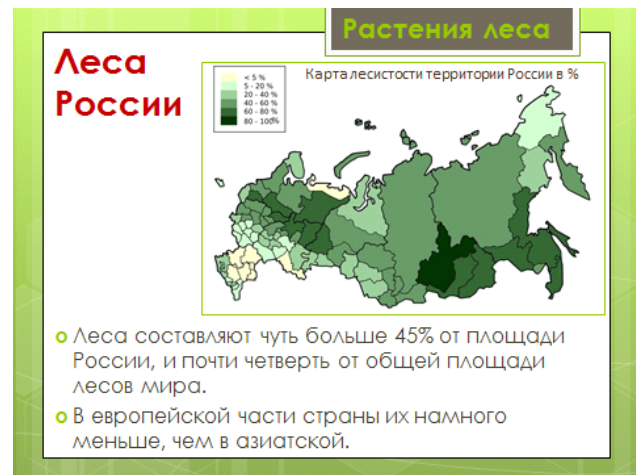 Растения леса
Леса
России
Карта лесистости территории России в %
< 5 %
5 - 20 %
20 - 40 %
40 - 60 %
60 - 80 %
80 - 100%
Леса составляют чуть больше 45% от площади
России, и почти четверть от общей площади
лесов мира.
В европейской части страны их намного
меньше, чем в азиатской.